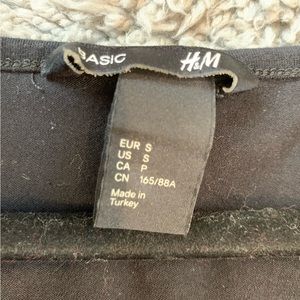 BASIC H&M
EUR S
US S
CA P
CN 165/88A
Made in
Turkey